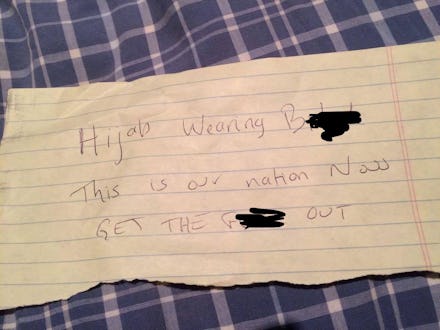 Hijab Wearing B
This is our nation Now
GET THE F OUT